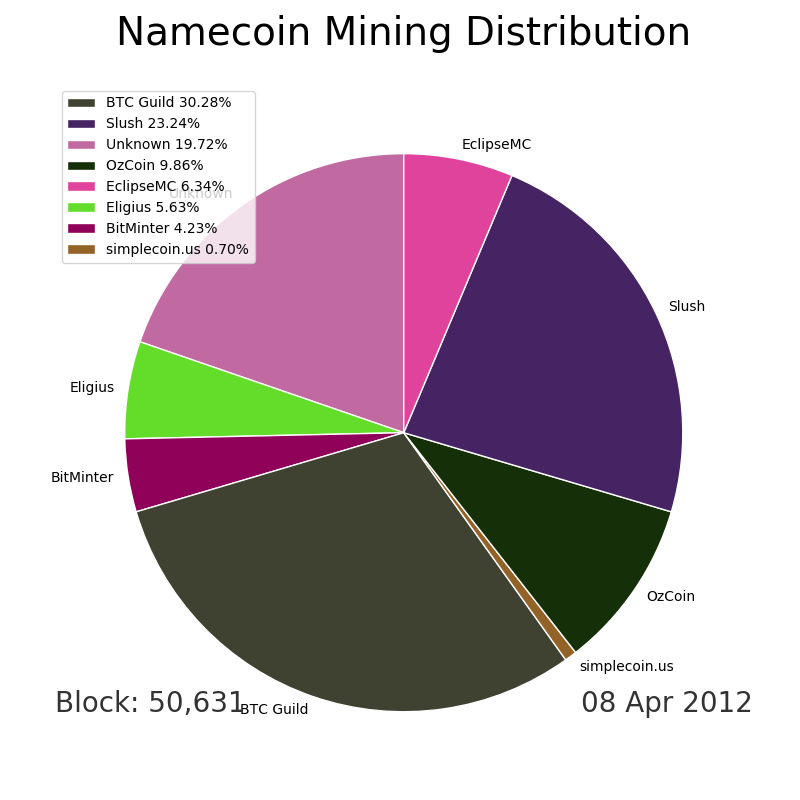 Namecoin Mining Distribution
BTC Guild 30.28%
Slush 23.24%
Unknown 19.72%
OzCoin 9.86%
EclipseMC 6.34%
Eligius 5.63%
BitMinter 4.23%
simplecoin.us 0.70%
EclipseMC
Unknown
Slush
Eligius
BitMinter
OzCoin
simplecoin.us
BTC Guild
Block: 50,631
08 Apr 2012